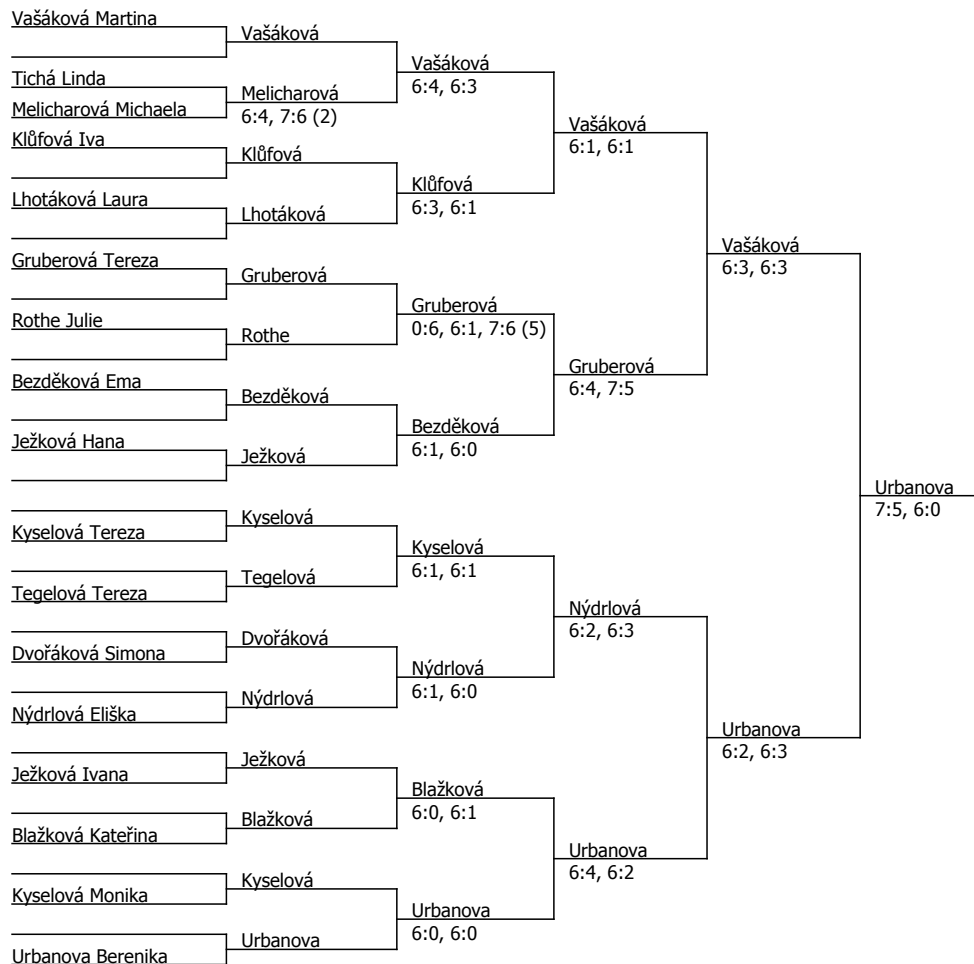 Vašáková Martina
Tichá Linda
Melicharová Michaela
Klůfová Iva
Lhotáková Laura
Gruberová Tereza
Rothe Julie
Bezděková Ema
Ježková Hana
Kyselová Tereza
Tegelová Tereza
Dvořáková Simona
Nýdrlová Eliška
Ježková Ivana
Blažková Kateřina
Kyselová Monika
Urbanova Berenika
Vašáková
Melicharová
6:4, 7:6 (2)
Klůfová
Lhotáková
Gruberová
Rothe
Bezděková
Ježková
Kyselová
Tegelová
Dvořáková
Nýdrlová
Ježková
Blažková
Kyselová
Urbanova
Vašáková
6:4, 6:3
Klůfová
6:3, 6:1
Gruberová
0:6, 6:1, 7:6 (5)
Bezděková
6:1, 6:0
Kyselová
6:1, 6:1
Nýdrlová
6:1, 6:0
Blažková
6:0, 6:1
Urbanova
6:0, 6:0
Vašáková
6:1, 6:1
Gruberová
6:4, 7:5
Nýdrlová
6:2, 6:3
Urbanova
6:4, 6:2
Vašáková
6:3, 6:3
Urbanova
6:2, 6:3
Urbanova
7:5, 6:0